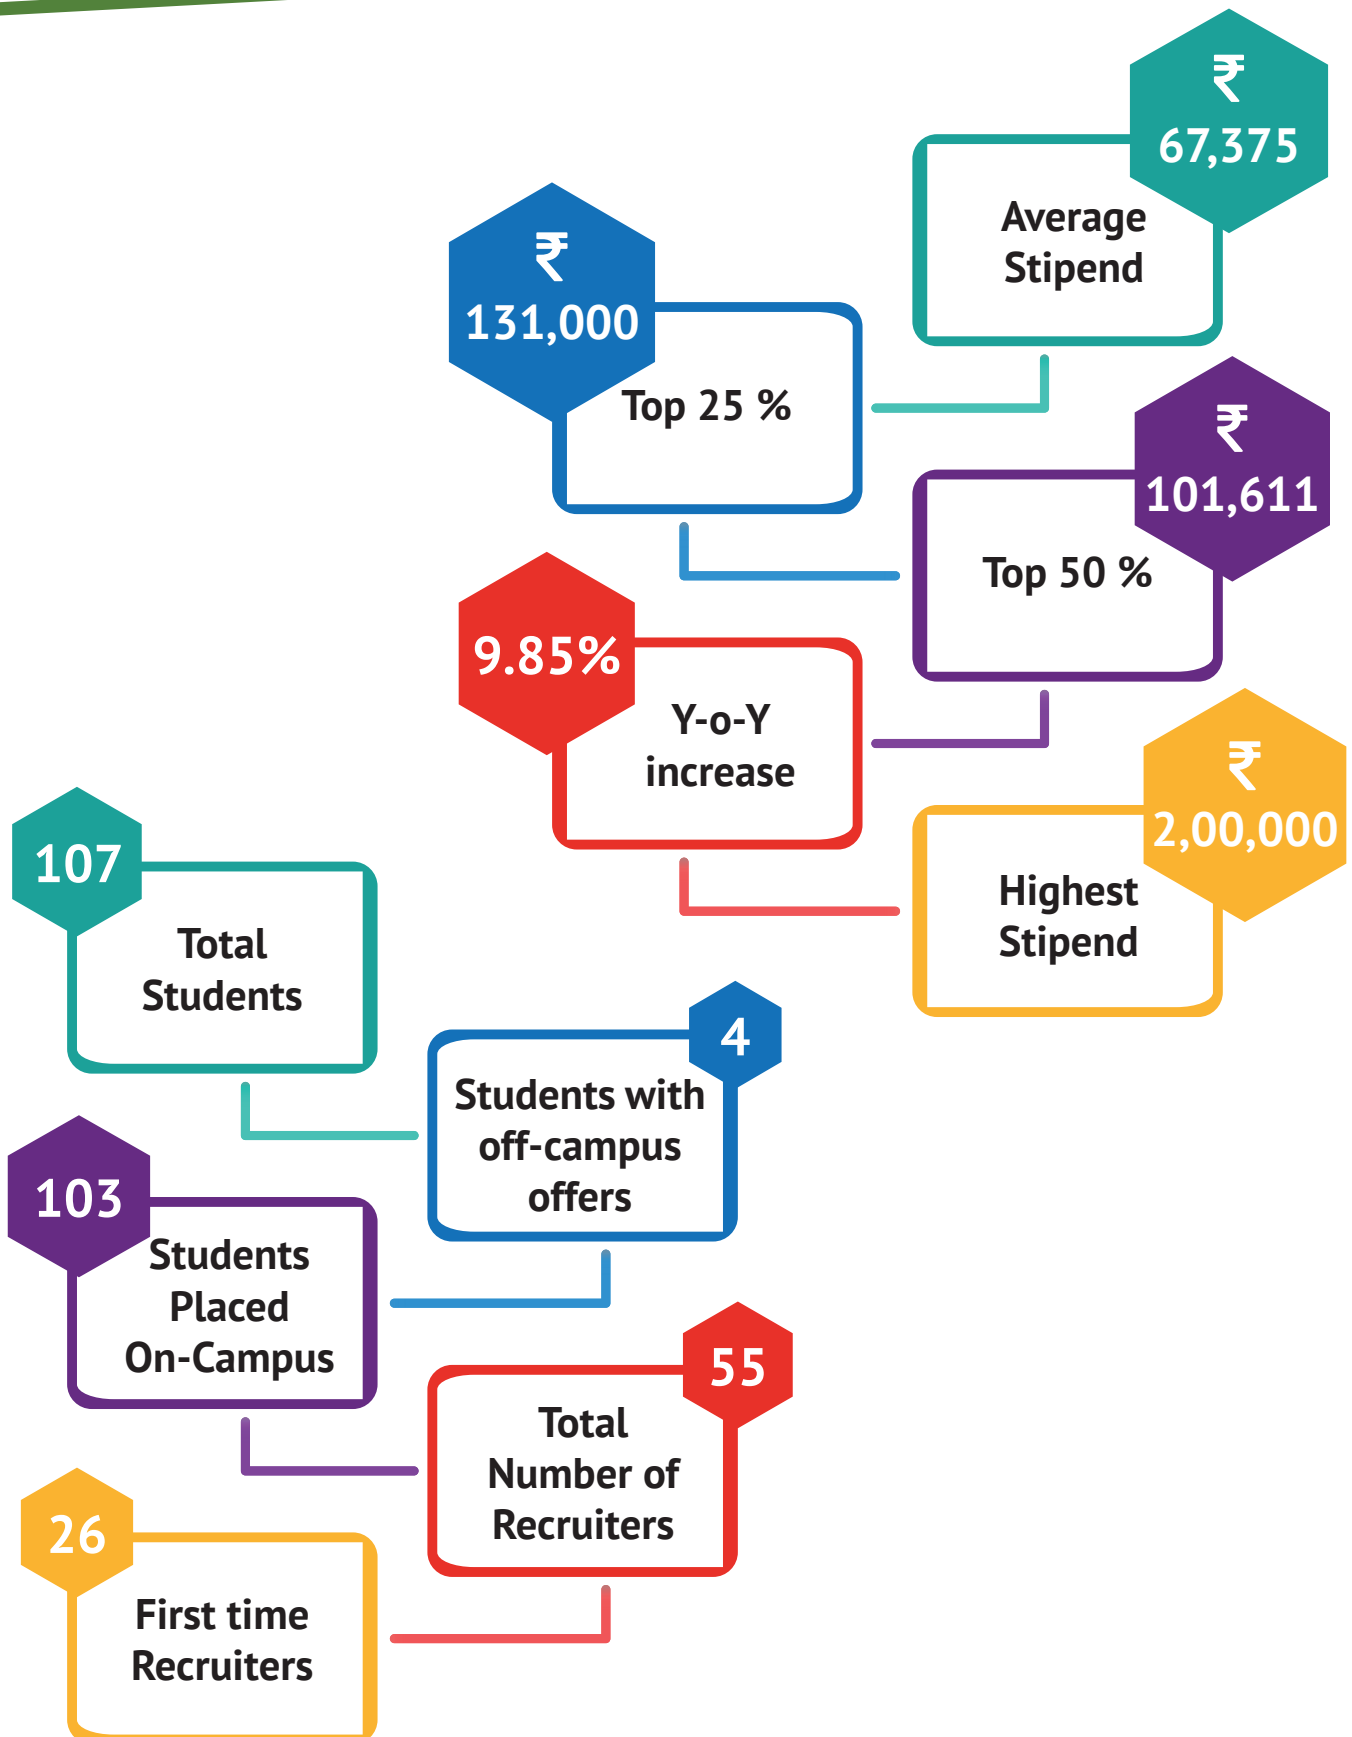 ₹
67,375
Average
Stipend
₹
131,000
Top 25 %
₹
101,611
Top 50 %
9.85%
Y-o-Y
increase
₹
2,00,000
Highest
Stipend
107
Total
Students
4
Students with
off-campus
offers
103
Students
Placed
On-Campus
55
Total
Number of
Recruiters
26
First time
Recruiters